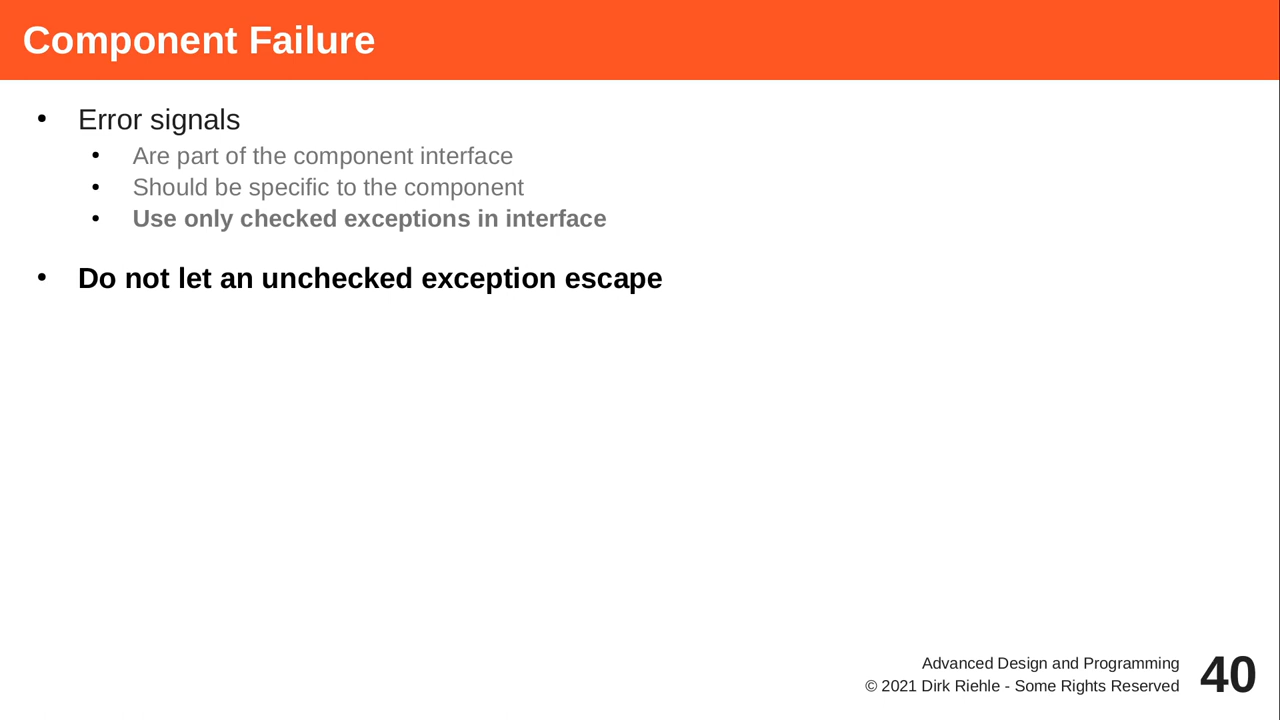 Component Failure
• Error signals
• Are part of the component interface
• Should be specific to the component
• Use only checked exceptions in interface
• Do not let an unchecked exception escape
Advanced Design and Programming
© 2021 Dirk Riehle - Some Rights Reserved
40